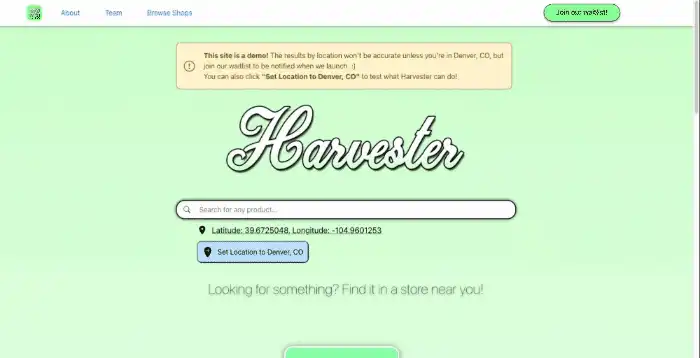 About Team Browse Shops Join our waitlist!
This site is a demo! The results by location won't be accurate unless you're in Denver, CO, but
join our waitlist to be notified when we launch. :)
You can also click "Set Location to Denver, CO" to test what Harvester can do!
Harvester
Search for any product...
Latitude: 39.6725048, Longitude: -104.9601253
Set Location to Denver, CO
Looking for something? Find it in a store near you!